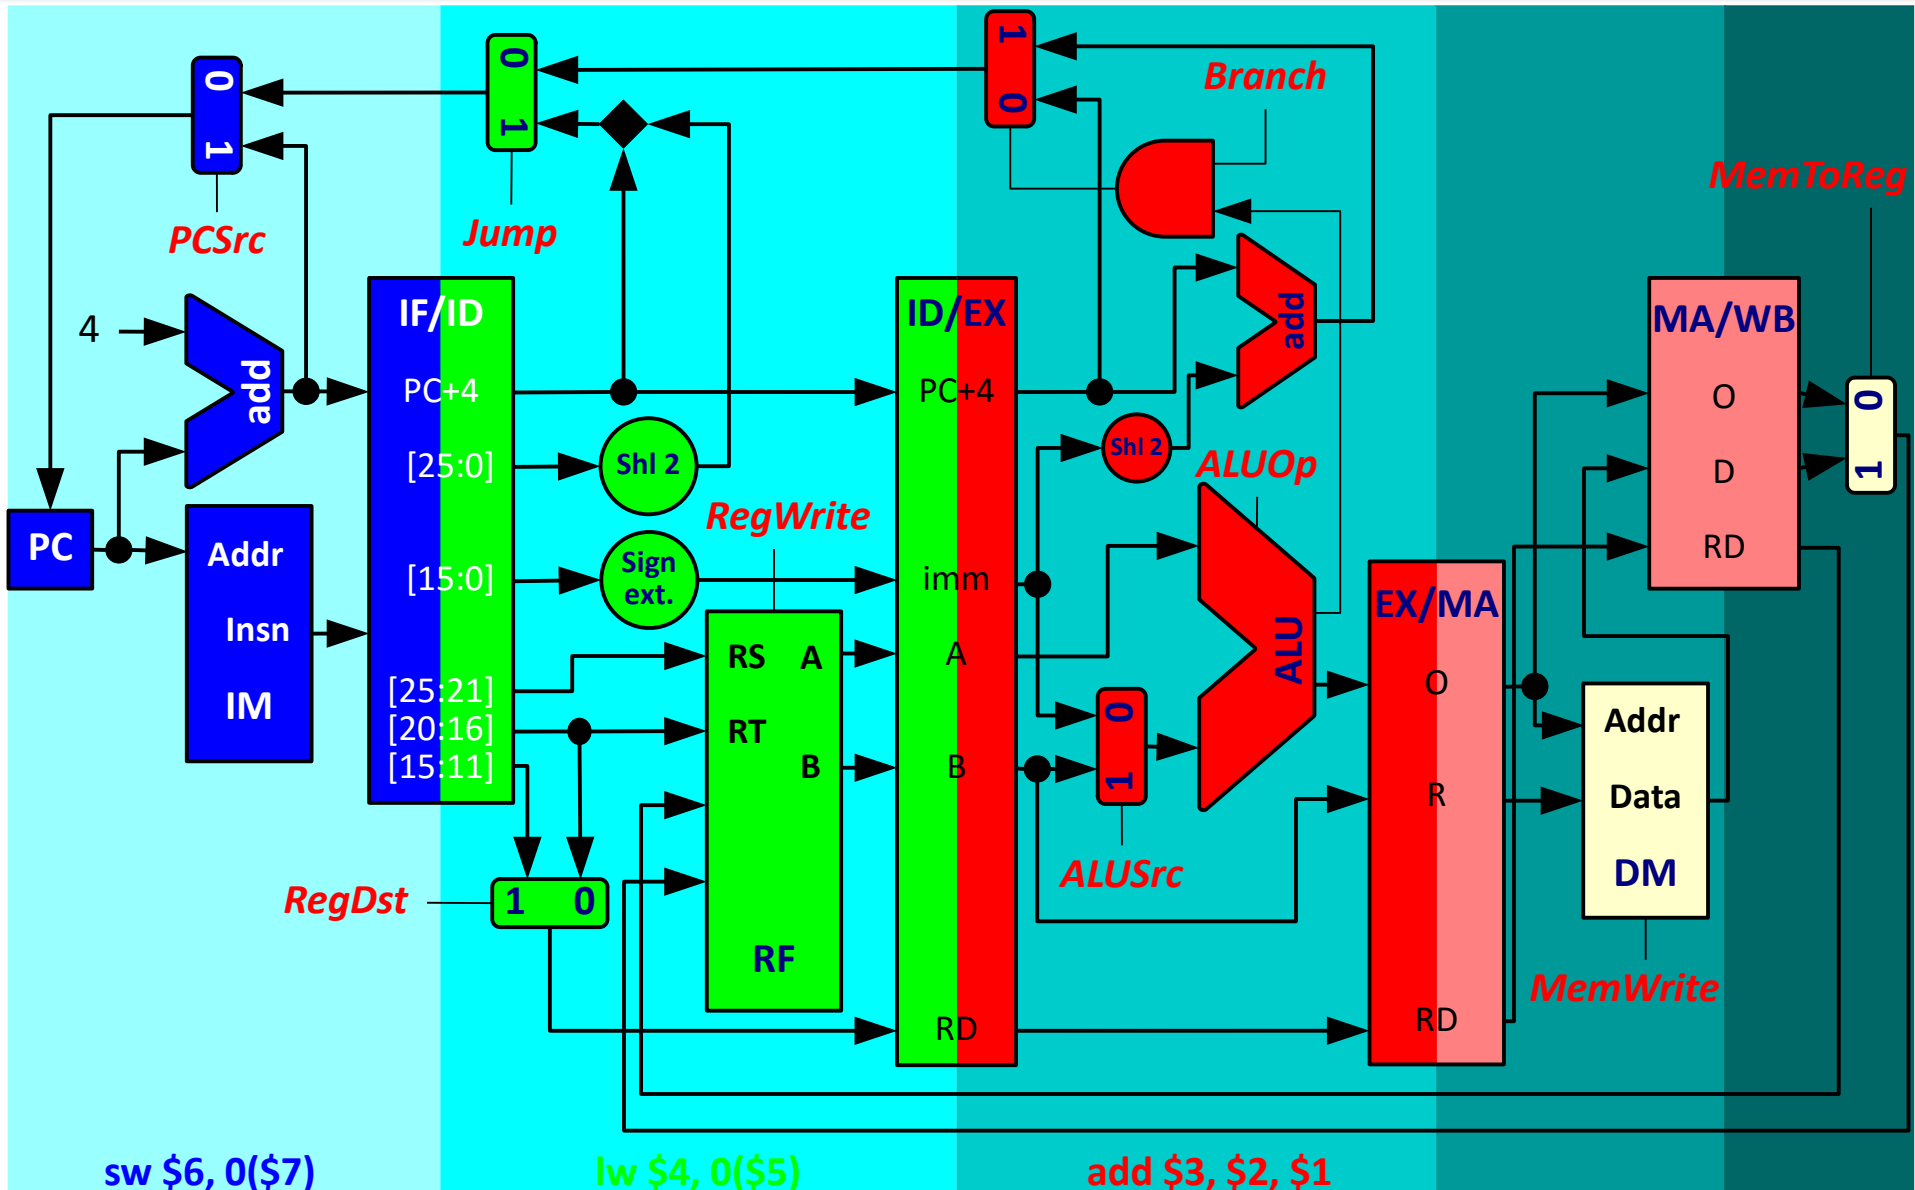 0
1
PCSrc
0
1
Jump
1
0
Branch
MemToReg
4
add
IF/ID
PC+4
[25:0]
[15:0]
[25:21]
[20:16]
[15:11]
Shl 2
Sign
ext.
RegWrite
PC
Addr
Insn
IM
RS A
RT
B
RF
RegDst
1 0
ID/EX
PC+4
imm
A
B
RD
add
Shl 2
ALUOp
ALU
0
1
ALUSrc
EX/MA
O
R
RD
MA/WB
O
D
RD
0
1
Addr
Data
DM
MemWrite
sw $6, 0($7)
lw $4, 0($5)
add $3, $2, $1